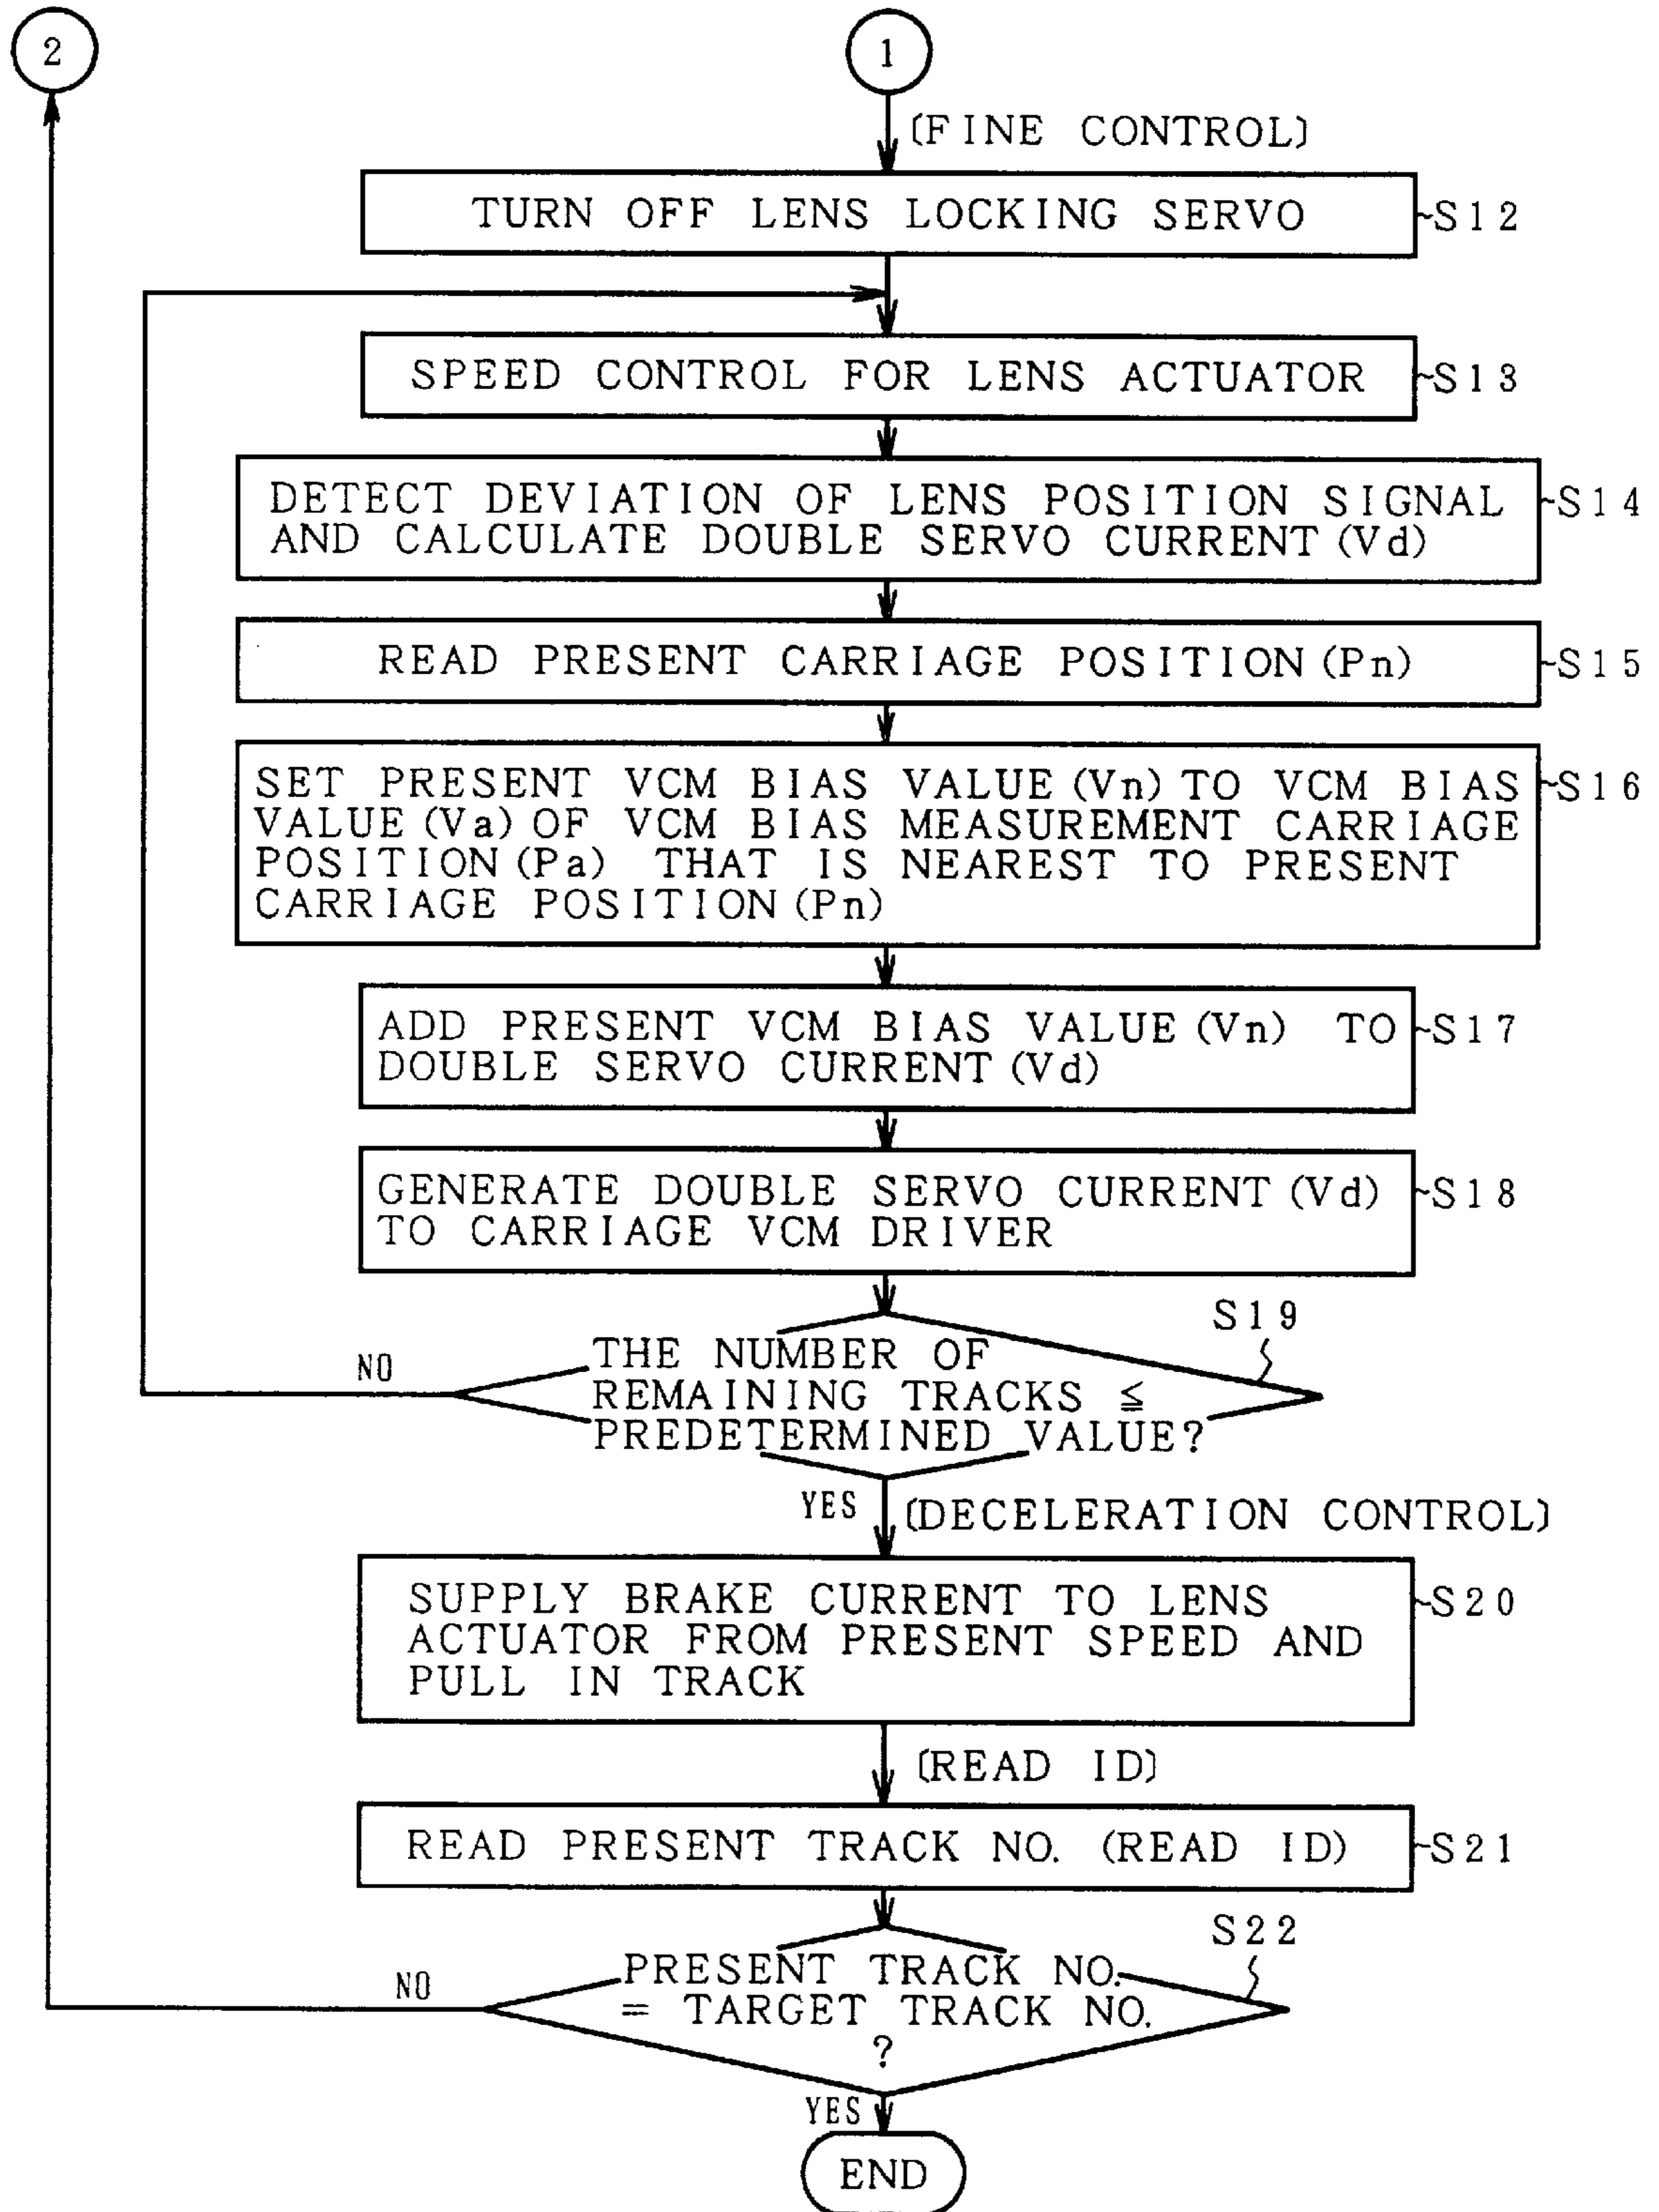 2
1
(FINE CONTROL)
TURN OFF LENS LOCKING SERVO
S12
SPEED CONTROL FOR LENS ACTUATOR
S13
DETECT DEVIATION OF LENS POSITION SIGNAL
AND CALCULATE DOUBLE SERVO CURRENT (Vd)
S14
READ PRESENT CARRIAGE POSITION (Pn)
S15
SET PRESENT VCM BIAS VALUE (Vn) TO VCM BIAS
VALUE (Va) OF VCM BIAS MEASUREMENT CARRIAGE
POSITION (Pa) THAT IS NEAREST TO PRESENT
CARRIAGE POSITION (Pn)
S16
ADD PRESENT VCM BIAS VALUE (Vn) TO
DOUBLE SERVO CURRENT (Vd)
S17
GENERATE DOUBLE SERVO CURRENT (Vd)
TO CARRIAGE VCM DRIVER
S18
S19
THE NUMBER OF
REMAINING TRACKS ≦
PREDETERMINED VALUE?
NO
YES
(DECELERATION CONTROL)
SUPPLY BRAKE CURRENT TO LENS
ACTUATOR FROM PRESENT SPEED AND
PULL IN TRACK
S20
(READ ID)
READ PRESENT TRACK NO. (READ ID)
S21
S22
PRESENT TRACK NO.
= TARGET TRACK NO.
?
NO
YES
END